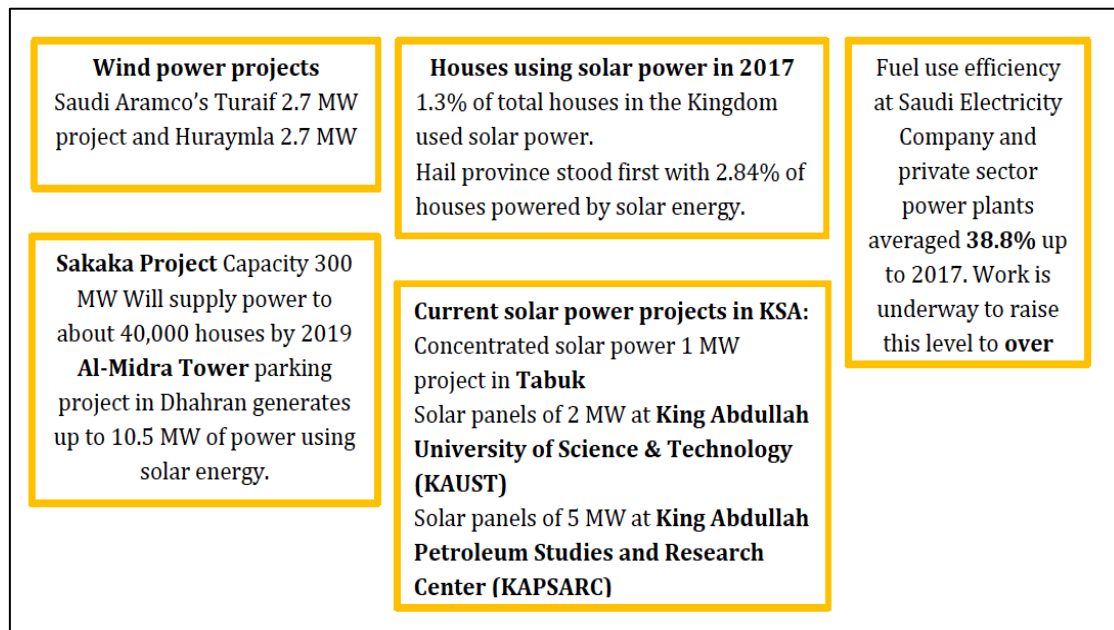 Wind power projects
Saudi Aramco's Turaif 2.7 MW
project and Huraymla 2.7 MW
Sakaka Project Capacity 300
MW Will supply power to
about 40,000 houses by 2019
Al-Midra Tower parking
project in Dhahran generates
up to 10.5 MW of power using
solar energy.
Houses using solar power in 2017
1.3% of total houses in the Kingdom
used solar power.
Hail province stood first with 2.84% of
houses powered by solar energy.
Current solar power projects in KSA:
Concentrated solar power 1 MW
project in Tabuk
Solar panels of 2 MW at King Abdullah
University of Science & Technology
(KAUST)
Solar panels of 5 MW at King Abdullah
Petroleum Studies and Research
Center (KAPSARC)
Fuel use efficiency
at Saudi Electricity
Company and
private sector
power plants
averaged 38.8% up
to 2017. Work is
underway to raise
this level to over